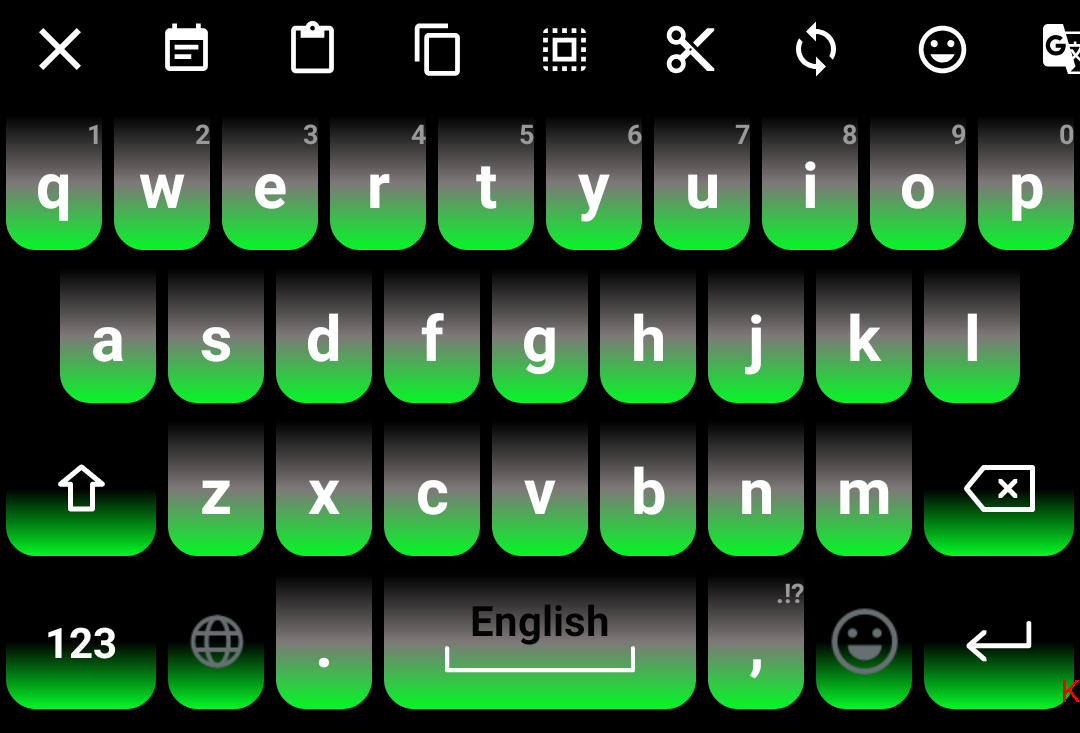 G
1 2 3 4 5 6 7 8 9 0
q w e r t y u i o p
a s d f g h j k l
z x c v b n m
.!?
English
123 . ,
K